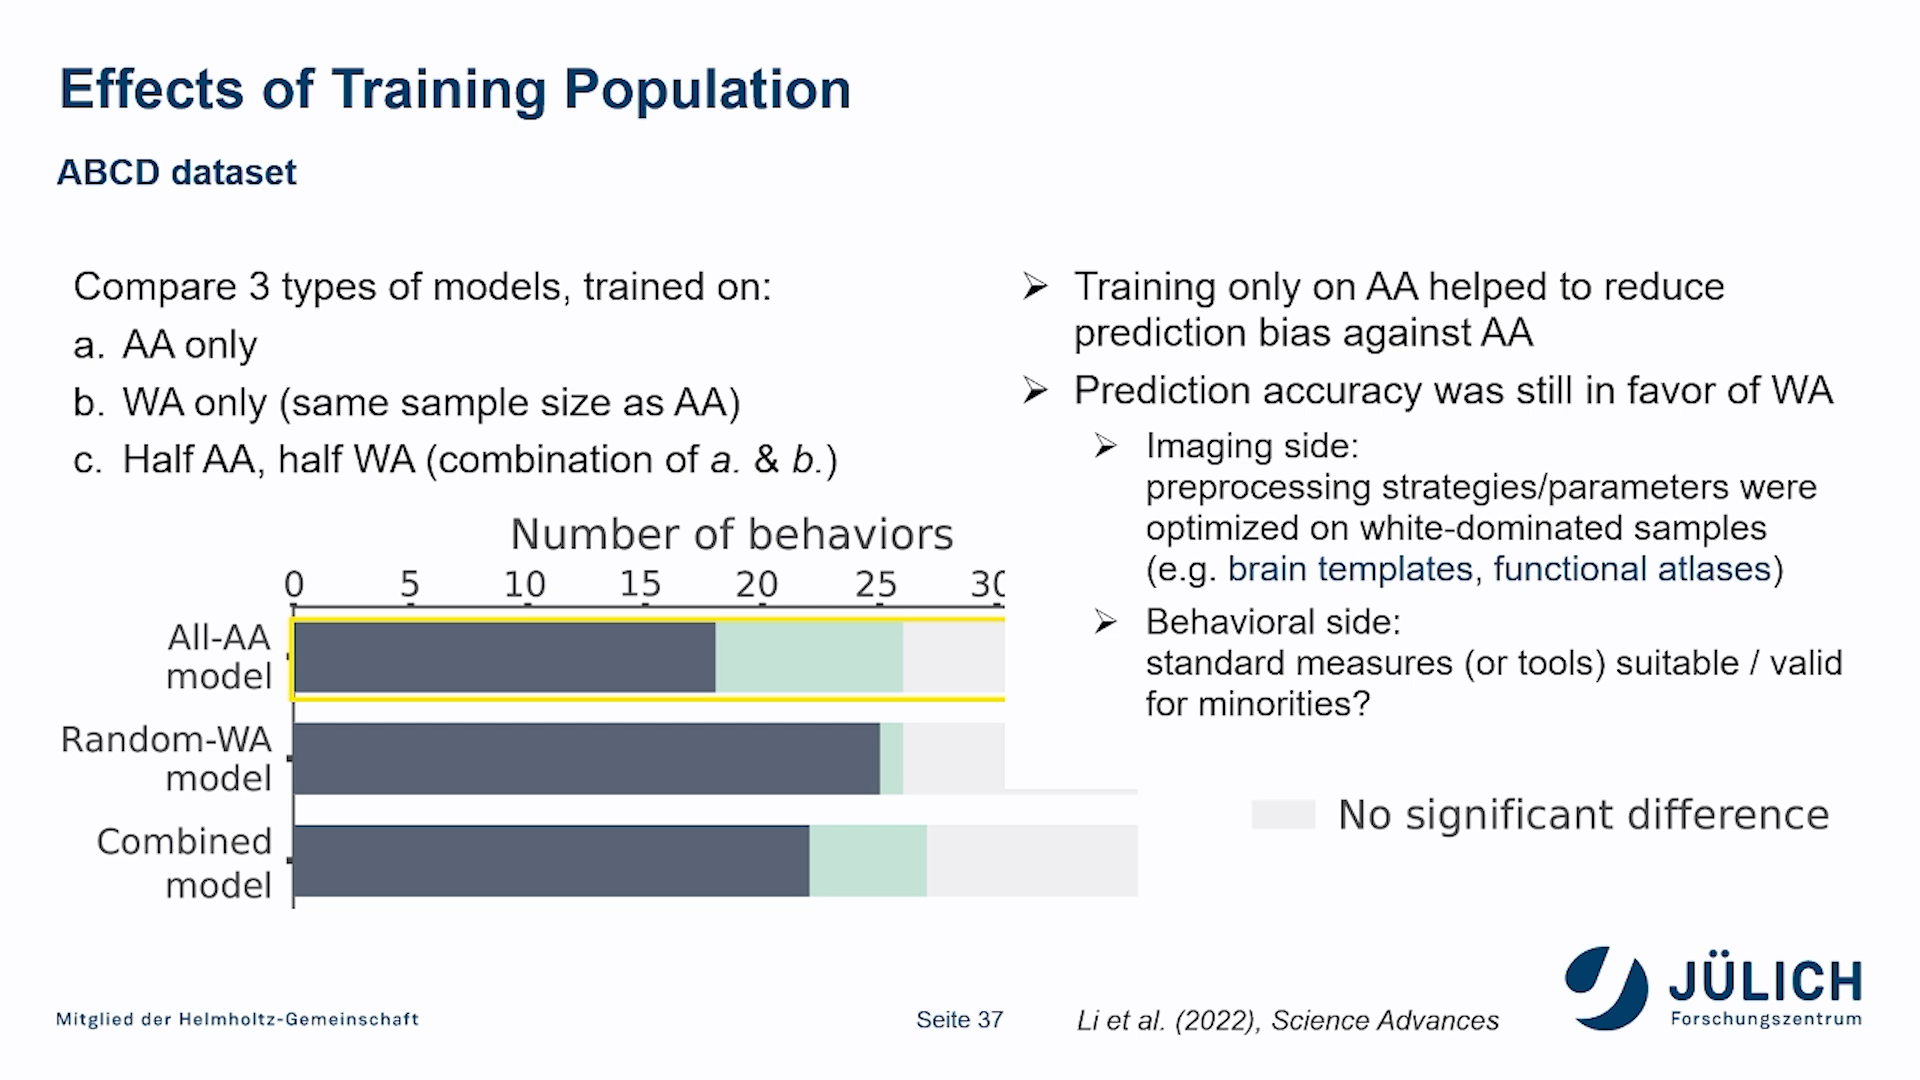 Effects of Training Population
ABCD dataset
Compare 3 types of models, trained on:
a. AA only
b. WA only (same sample size as AA)
c. Half AA, half WA (combination of a. & b.)
Number of behaviors
0 5 10 15 20 25 30
All-AA
model
Random-WA
model
Combined
model
➢ Training only on AA helped to reduce
prediction bias against AA
➢ Prediction accuracy was still in favor of WA
➢ Imaging side:
preprocessing strategies/parameters were
optimized on white-dominated samples
(e.g. brain templates, functional atlases)
➢ Behavioral side:
standard measures (or tools) suitable / valid
for minorities?
No significant difference
Mitglied der Helmholtz-Gemeinschaft
Seite 37
Li et al. (2022), Science Advances
JÜLICH
Forschungszentrum